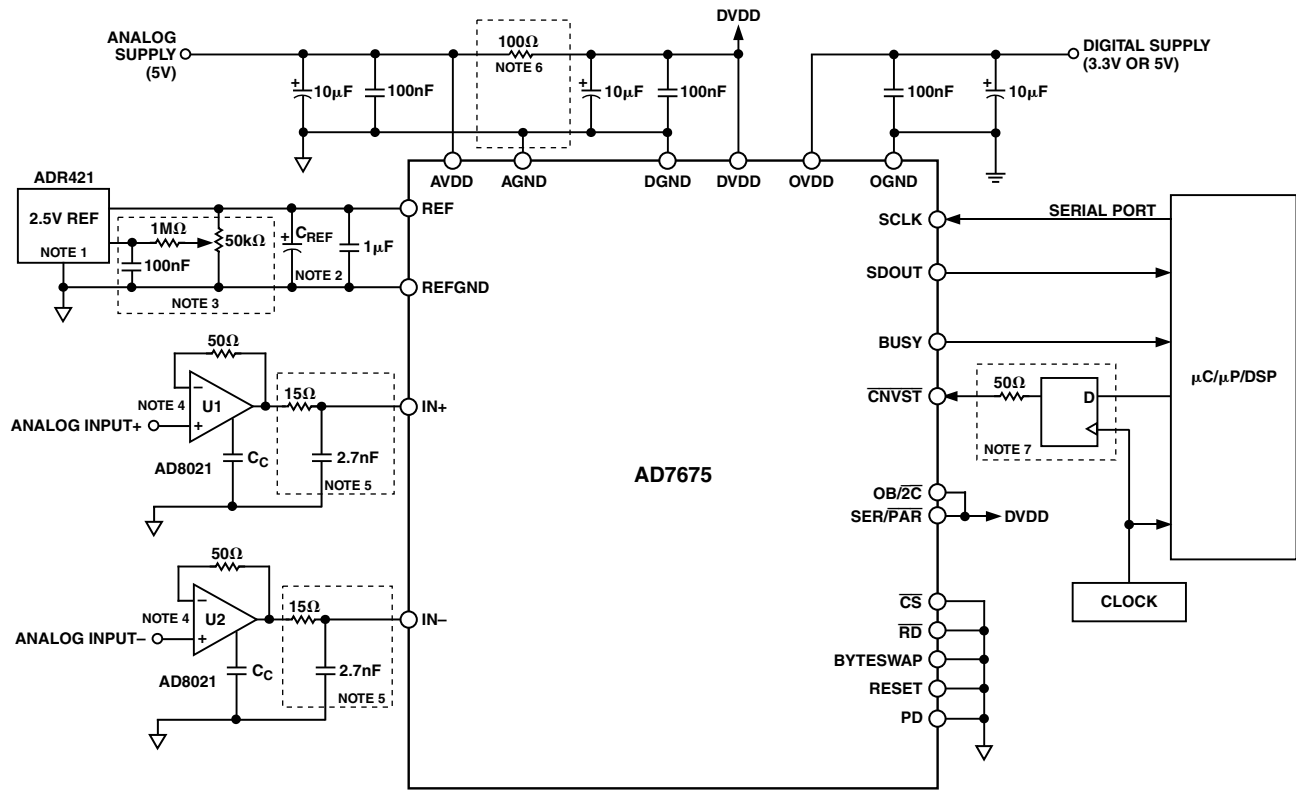 ANALOG
SUPPLY
(5V)
DVDD
100Ω
NOTE 6
DIGITAL SUPPLY
(3.3V OR 5V)
+
10μF
100nF
+
10μF
100nF
100nF
+
10μF
AVDD
AGND
DGND
DVDD
OVDD
OGND
ADR421
2.5V REF
NOTE 1
1MΩ
50kΩ
100nF
NOTE 3
+
CREF
NOTE 2
1μF
REF
REFGND
SCLK
SERIAL PORT
SDOUT
BUSY
CNVST
50Ω
D
NOTE 7
μC/μP/DSP
50Ω
–
+
U1
NOTE 4
ANALOG INPUT+
AD8021
CC
15Ω
2.7nF
NOTE 5
IN+
AD7675
OB/2C
SER/PAR
DVDD
CLOCK
50Ω
–
+
U2
NOTE 4
ANALOG INPUT–
AD8021
CC
15Ω
2.7nF
NOTE 5
IN–
CS
RD
BYTESWAP
RESET
PD